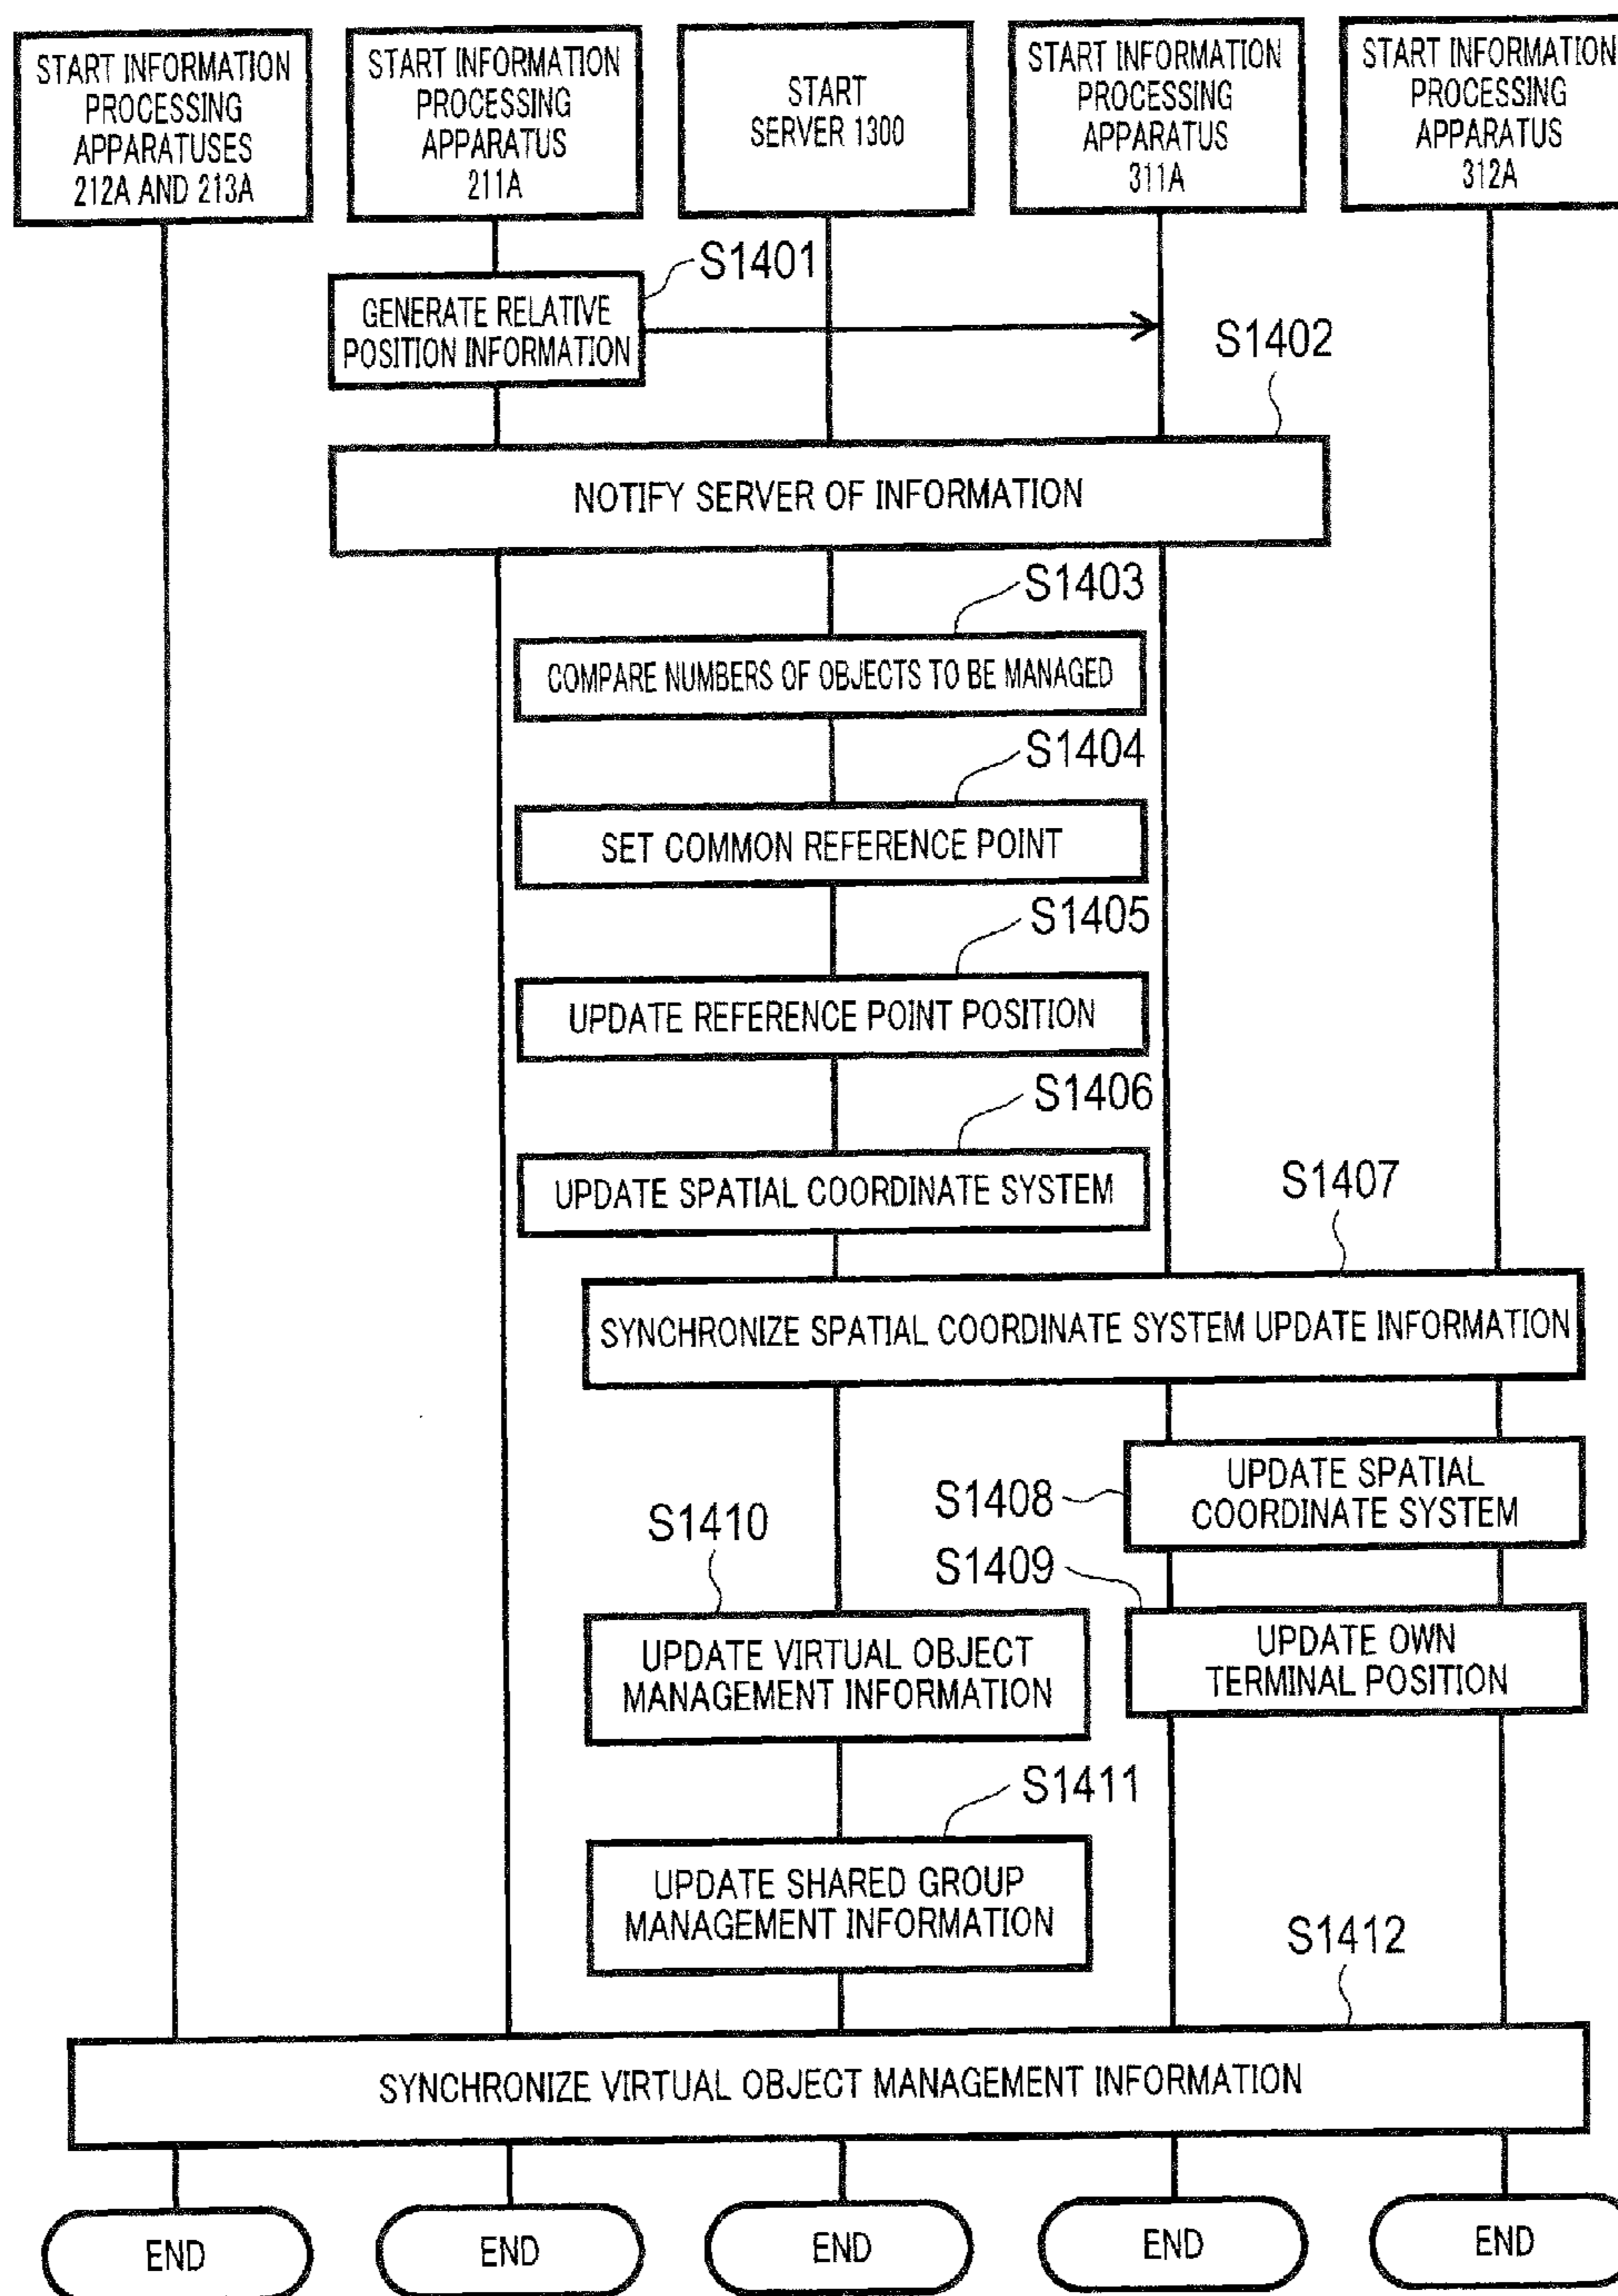 START INFORMATION
PROCESSING
APPARATUSES
212A AND 213A
START INFORMATION
PROCESSING
APPARATUS
211A
START
SERVER 1300
START INFORMATION
PROCESSING
APPARATUS
311A
START INFORMATION
PROCESSING
APPARATUS
312A
S1401
GENERATE RELATIVE
POSITION INFORMATION
S1402
NOTIFY SERVER OF INFORMATION
S1403
COMPARE NUMBERS OF OBJECTS TO BE MANAGED
S1404
SET COMMON REFERENCE POINT
S1405
UPDATE REFERENCE POINT POSITION
S1406
UPDATE SPATIAL COORDINATE SYSTEM
S1407
SYNCHRONIZE SPATIAL COORDINATE SYSTEM UPDATE INFORMATION
S1408
UPDATE SPATIAL
COORDINATE SYSTEM
S1409
UPDATE OWN
TERMINAL POSITION
S1410
UPDATE VIRTUAL OBJECT
MANAGEMENT INFORMATION
S1411
UPDATE SHARED GROUP
MANAGEMENT INFORMATION
S1412
SYNCHRONIZE VIRTUAL OBJECT MANAGEMENT INFORMATION
END
END
END
END
END